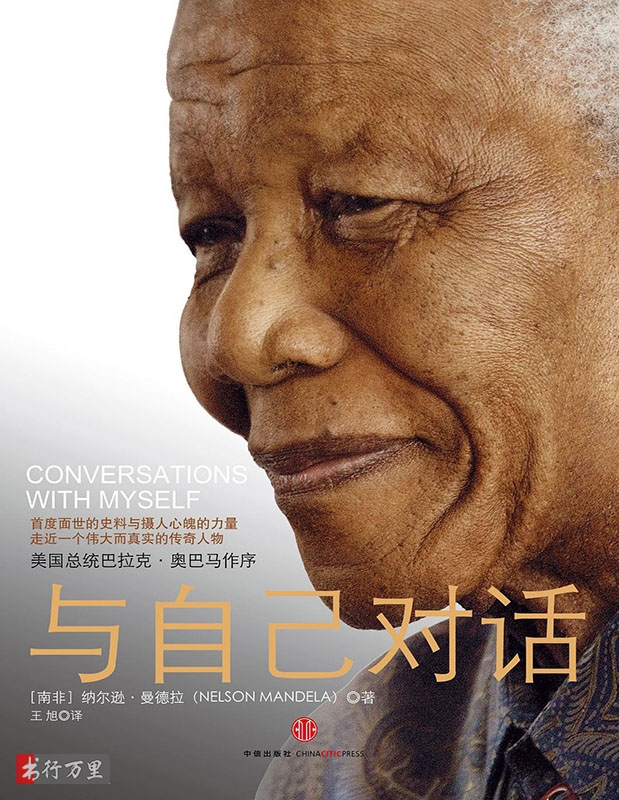 CONVERSATIONS
WITH MYSELF
首度面世的史料与摄人心魄的力量
走近一个伟大而真实的传奇人物
美国总统巴拉克·奥巴马作序
与自己对话
［南非］纳尔逊·曼德拉（NELSON MANDELA）◎著
王 旭◎译
中信出版社·CHINACITICPRESS
书行万里